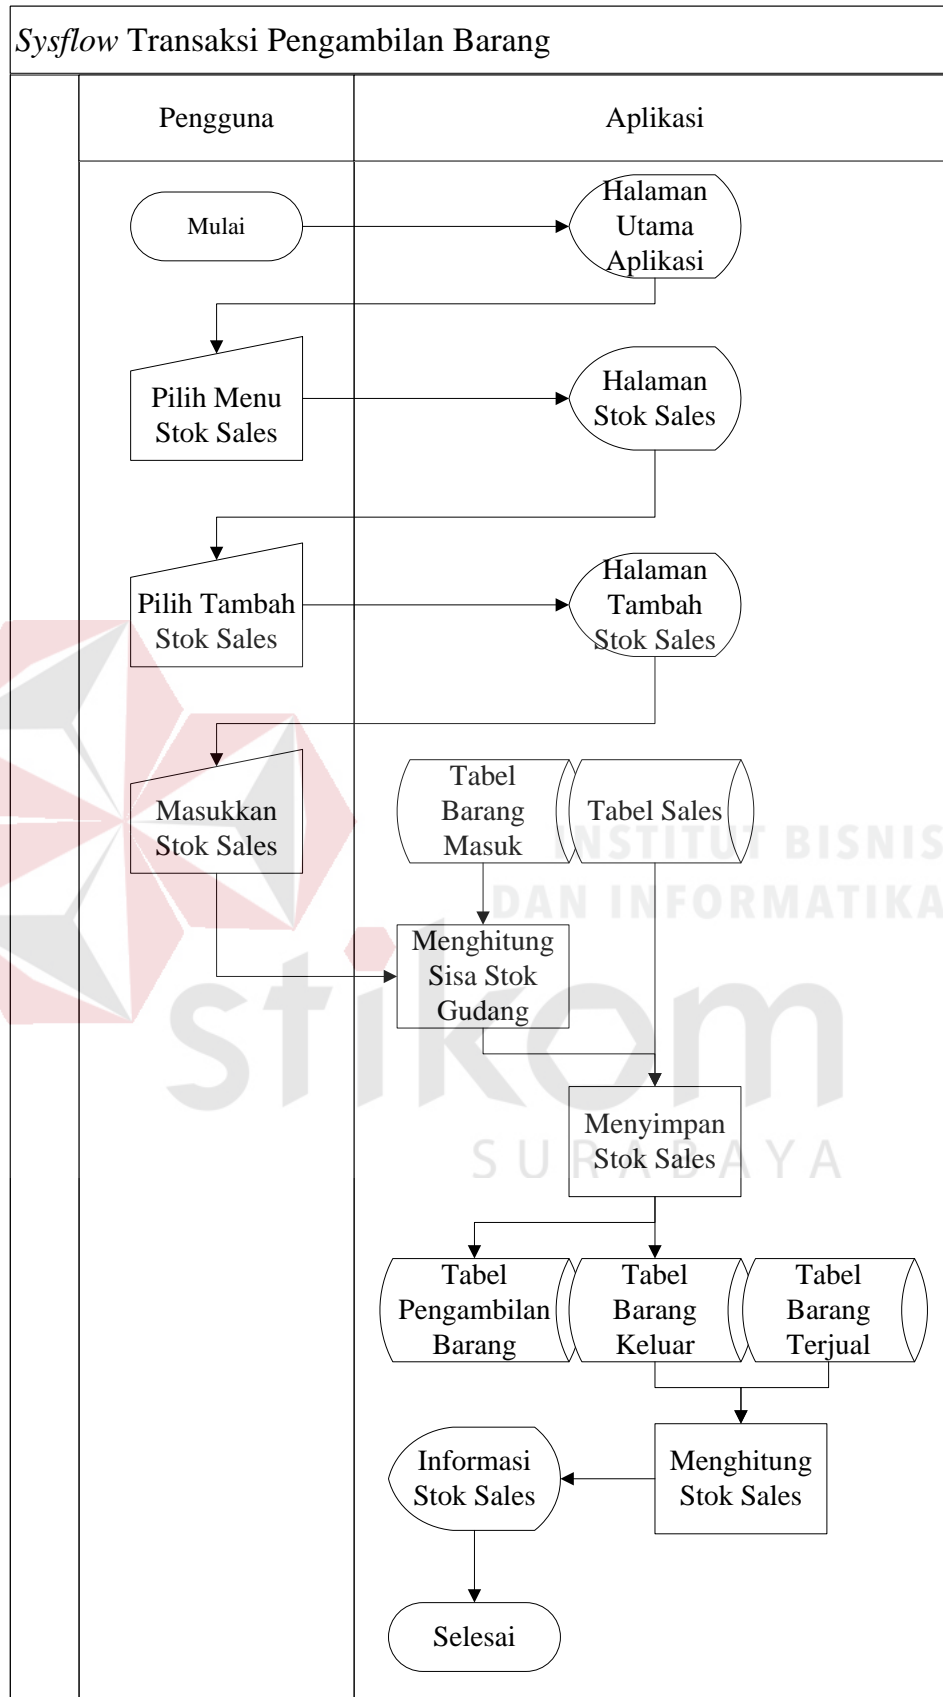 Sysflow Transaksi Pengambilan Barang
Pengguna
Aplikasi
Mulai
Halaman
Utama
Aplikasi
Pilih Menu
Stok Sales
Halaman
Stok Sales
Pilih Tambah
Stok Sales
Halaman
Tambah
Stok Sales
Masukkan
Stok Sales
Tabel
Barang
Masuk
Tabel Sales
INSTITUT BISNIS
DAN INFORMATIKA
stikom
SURABAYA
Menghitung
Sisa Stok
Gudang
Menyimpan
Stok Sales
Tabel
Pengambilan
Barang
Tabel
Barang
Keluar
Tabel
Barang
Terjual
Informasi
Stok Sales
Menghitung
Stok Sales
Selesai